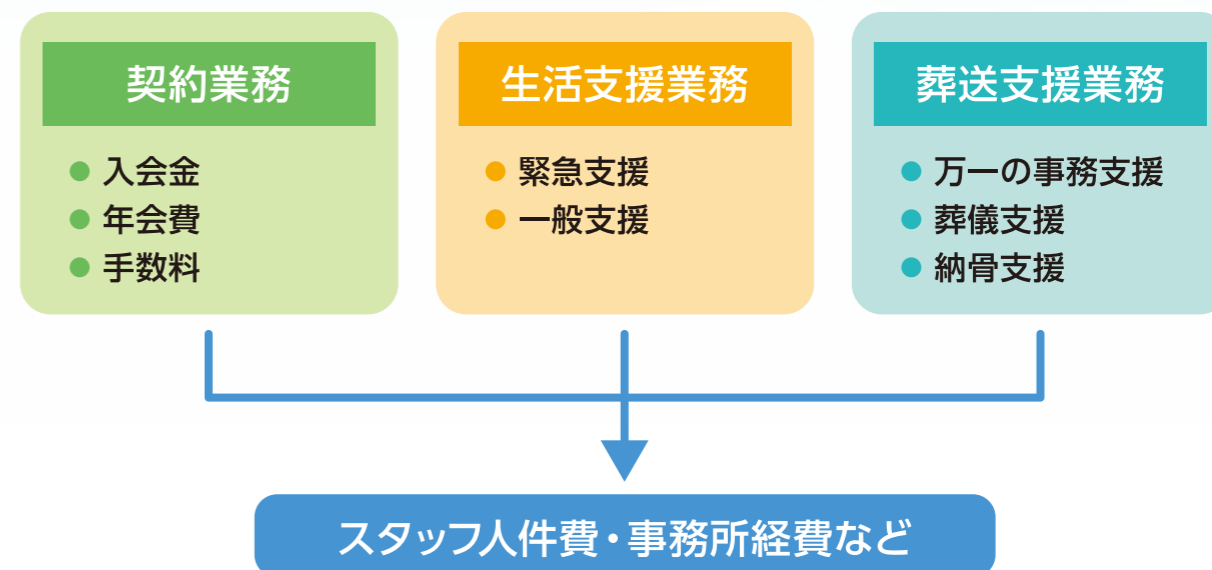 契約業務
入会金
年会費
手数料
生活支援業務
緊急支援
一般支援
葬送支援業務
万一の事務支援
葬儀支援
納骨支援
スタッフ人件費・事務所経費など